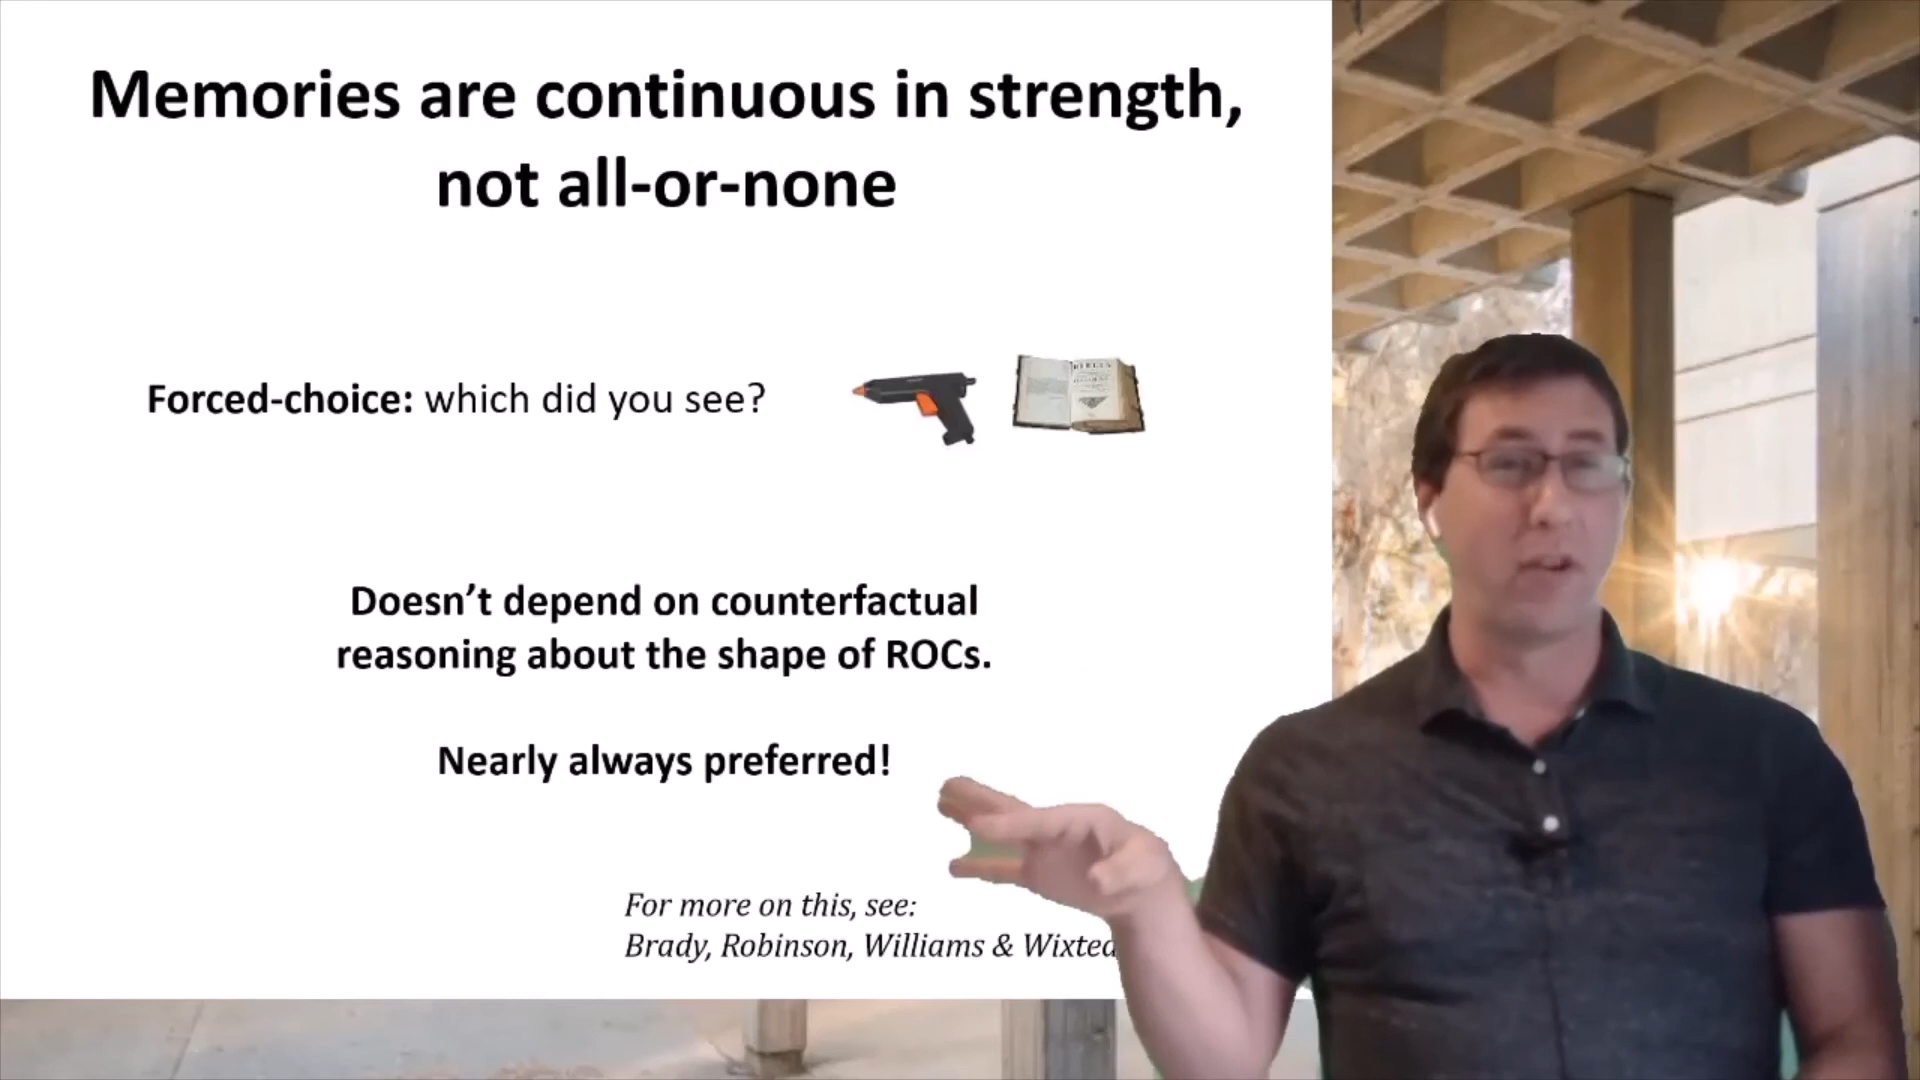 Memories are continuous in strength,
not all-or-none
Forced-choice: which did you see?
Doesn’t depend on counterfactual
reasoning about the shape of ROCs.
Nearly always preferred!
For more on this, see:
Brady, Robinson, Williams & Wixted